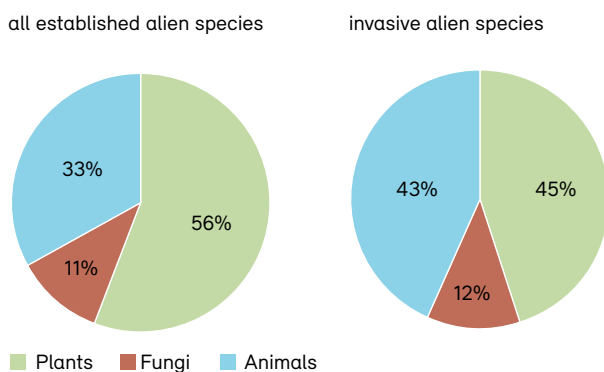 all established alien species
invasive alien species
33%
56%
11%
43%
45%
12%
Plants
Fungi
Animals